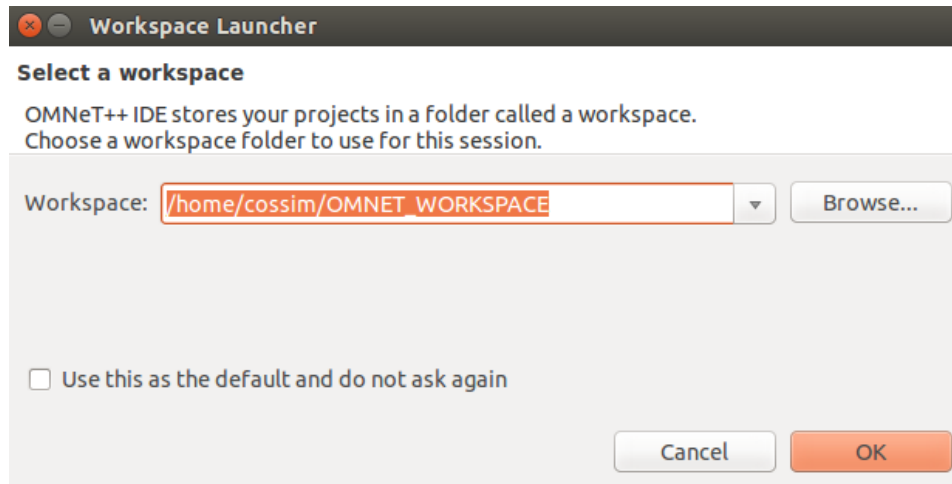 Workspace Launcher
Select a workspace
OMNeT++ IDE stores your projects in a folder called a workspace.
Choose a workspace folder to use for this session.
Workspace: /home/cossim/OMNET_WORKSPACE Browse...
Use this as the default and do not ask again
Cancel OK